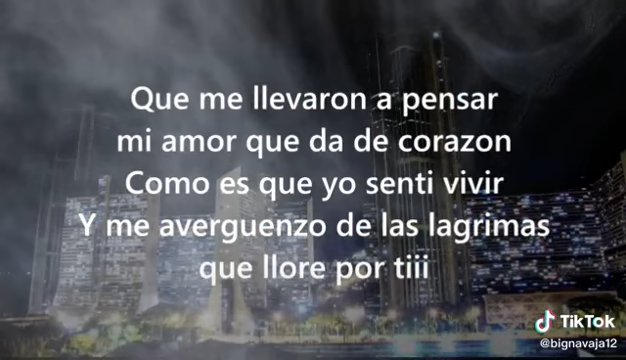 Que me llevaron a pensar
mi amor que da de corazon
Como es que yo senti vivir
Y me averguenzo de las lagrimas
que llore por tiii
TikTok
@bignavaja12